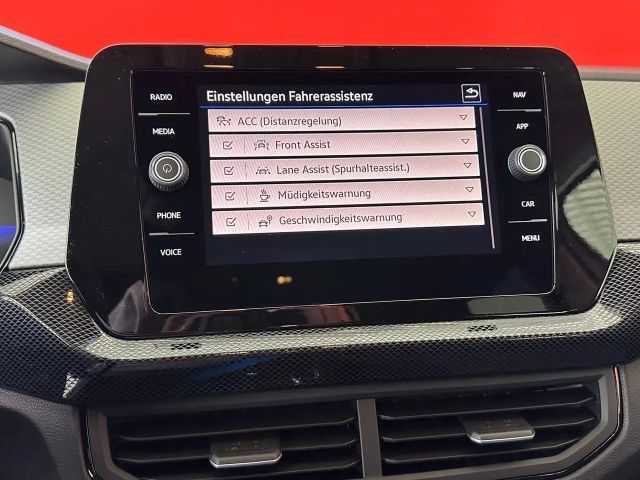 RADIO
MEDIA
PHONE
VOICE
Einstellungen Fahrerassistenz
ACC (Distanzregelung)
Front Assist
Lane Assist (Spurhalteassist.)
Müdigkeitswarnung
Geschwindigkeitswarnung
NAV
APP
CAR
MENU